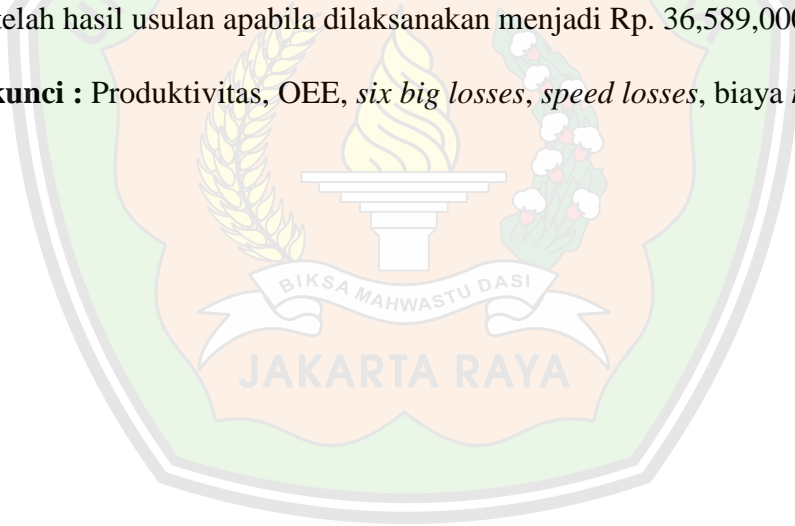 telah hasil usulan apabila dilaksanakan menjadi Rp. 36,589,000
kunci : Produktivitas, OEE, six big losses, speed losses, biaya
BIKSA MAHWASTU DASI
JAKARTA RAYA